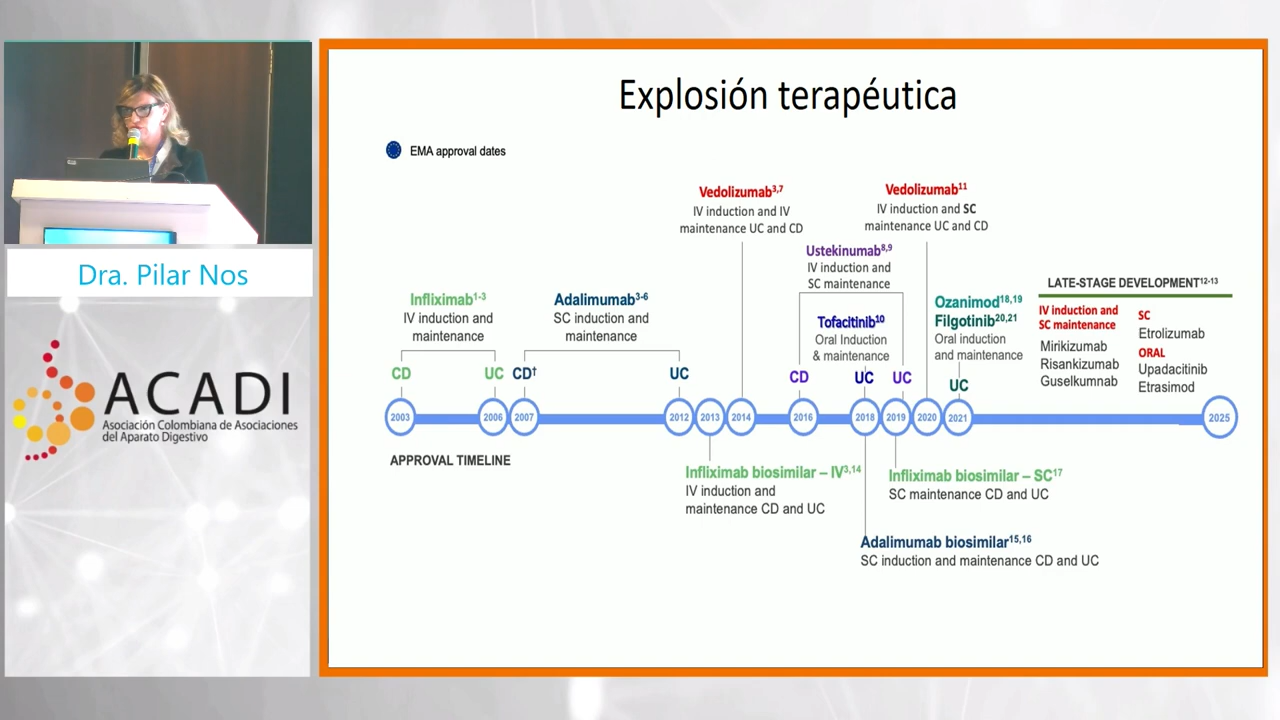 Explosión terapéutica
EMA approval dates
Vedolizumab3,7
IV induction and IV
maintenance UC and CD
Vedolizumab11
IV induction and SC
maintenance UC and CD
Ustekinumab8,9
IV induction and
SC maintenance
Infliximab1-3
IV induction and
maintenance
Adalimumab3-6
SC induction and
maintenance
Tofacitinib10
Oral Induction
& maintenance
Ozanimod18,19
Filgotinib20,21
Oral induction
and maintenance
LATE-STAGE DEVELOPMENT12-13
IV induction and
SC maintenance
Mirikizumab
Risankizumab
Guselkumnab
SC
Etrolizumab
ORAL
Upadacitinib
Etrasimod
CD
UC
CD†
UC
CD
UC
UC
UC
2003
2006
2007
2012
2013
2014
2016
2018
2019
2020
2021
2025
APPROVAL TIMELINE
Infliximab biosimilar – IV3,14
IV induction and
maintenance CD and UC
Infliximab biosimilar – SC17
SC maintenance CD and UC
Adalimumab biosimilar15,16
SC induction and maintenance CD and UC
Dra. Pilar Nos
ACADI
Asociación Colombiana de Asociaciones
del Aparato Digestivo